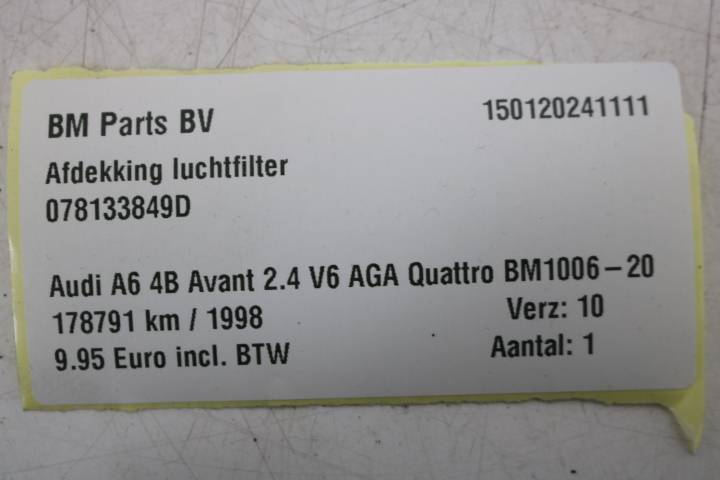 BM Parts BV 150120241111
Afdekking luchtfilter
078133849D
Audi A6 4B Avant 2.4 V6 AGA Quattro BM1006-20
178791 km / 1998 Verz: 10
9.95 Euro incl. BTW Aantal: 1